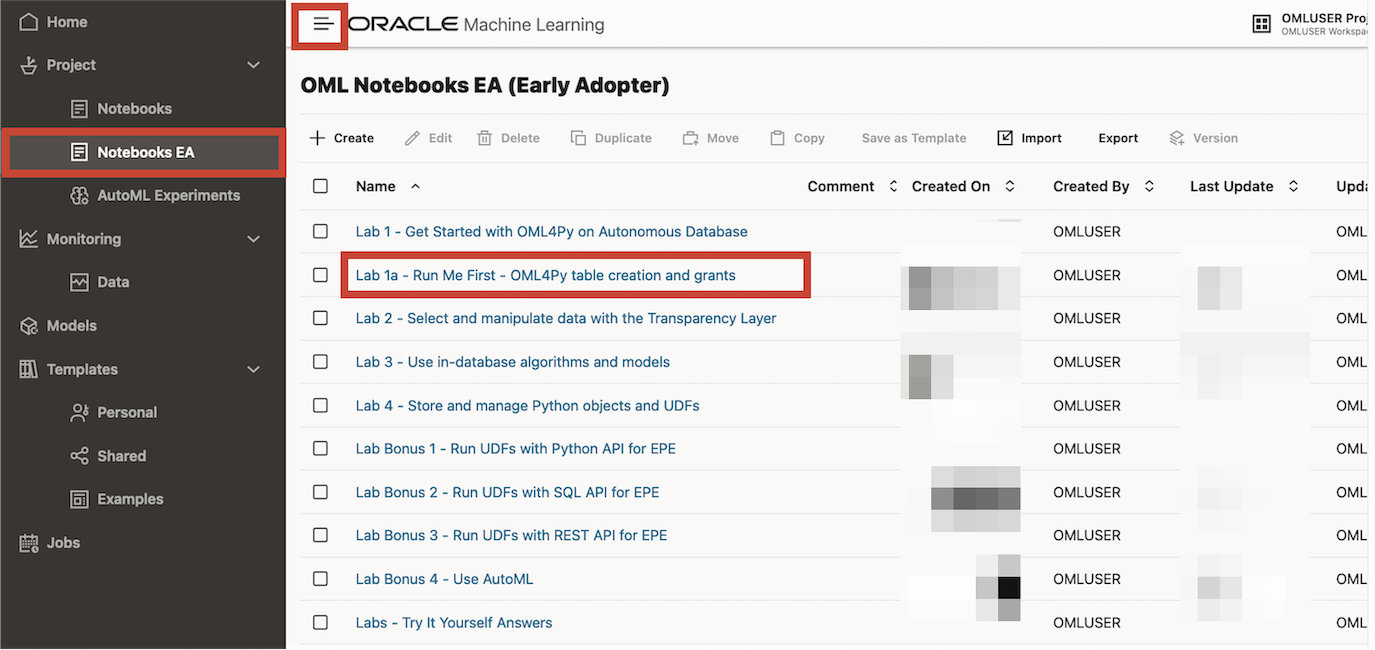 Home
Project
Notebooks
Notebooks EA
AutoML Experiments
Monitoring
Data
Models
Templates
Personal
Shared
Examples
Jobs
ORACLE Machine Learning
OMLUSER Proj
OMLUSER Workspa
OML Notebooks EA (Early Adopter)
Create Edit Delete Duplicate Move Copy Save as Template Import Export Version
Name Comment Created On Created By Last Update Upda
Lab 1 - Get Started with OML4Py on Autonomous Database OMLUSER OML
Lab 1a - Run Me First - OML4Py table creation and grants OMLUSER OML
Lab 2 - Select and manipulate data with the Transparency Layer OMLUSER OML
Lab 3 - Use in-database algorithms and models OMLUSER OML
Lab 4 - Store and manage Python objects and UDFs OMLUSER OML
Lab Bonus 1 - Run UDFs with Python API for EPE OMLUSER OML
Lab Bonus 2 - Run UDFs with SQL API for EPE OMLUSER OML
Lab Bonus 3 - Run UDFs with REST API for EPE OMLUSER OML
Lab Bonus 4 - Use AutoML OMLUSER OML
Labs - Try It Yourself Answers OMLUSER OML